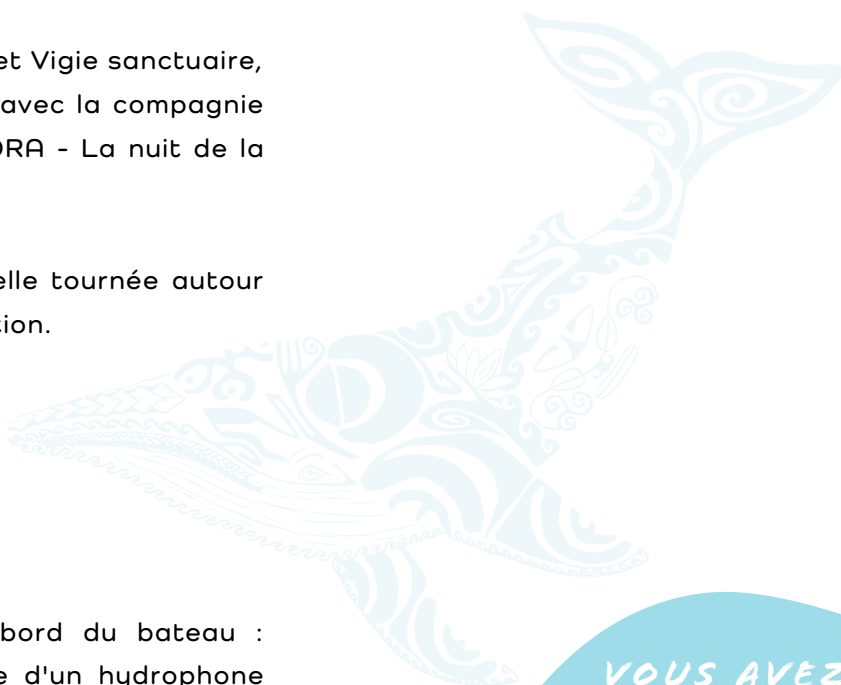 et Vigie sanctuaire,
avec la compagnie
ORA - La nuit de la
elle tournée autour
tion.
bord du bateau :
e d'un hydrophone
VOUS AVEZ